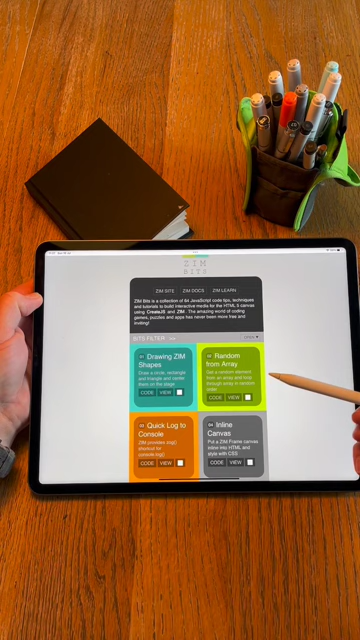 ZIM
BITS
ZIM SITE
ZIM DOCS
ZIM LEARN
ZIM Bits is a collection of 64 JavaScript code tips, techniques
and tutorials to build interactive media for the HTML5 canvas
using CreateJS and ZIM. The amazing world of coding
games, puzzles and apps has never been more free and
inviting!
BITS FILTER
01 Drawing ZIM
Shapes
Draw a circle, rectangle
and triangle and center
them on the stage
CODE VIEW
02 Random
from Array
Get a random element
from an array and loop
through array in random
order
CODE VIEW
03 Quick Log to
Console
ZIM provides zog()
shortcut for
console.log()
CODE VIEW
04 Inline
Canvas
Put a ZIM Frame canvas
inline into HTML and
style with CSS
CODE VIEW